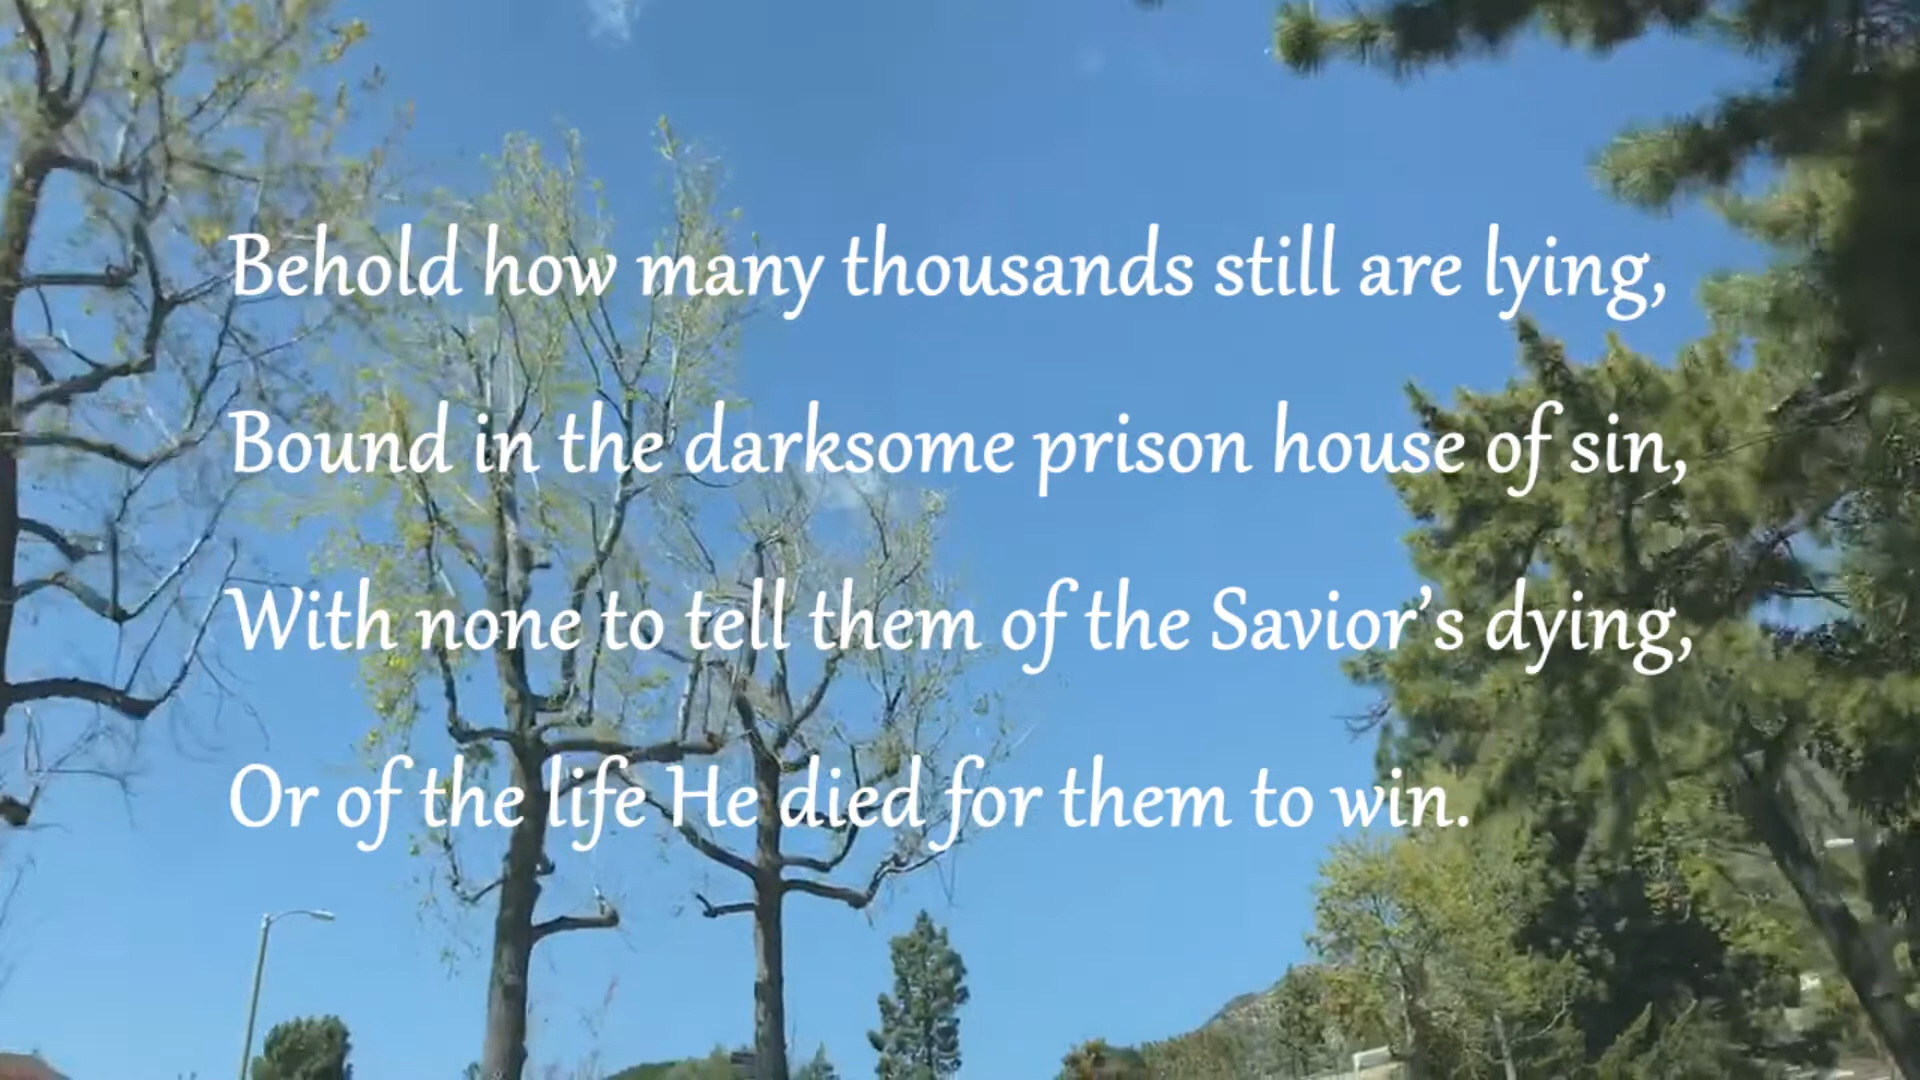 Behold how many thousands still are lying,
Bound in the darksome prison house of sin,
With none to tell them of the Savior’s dying,
Or of the life He died for them to win.